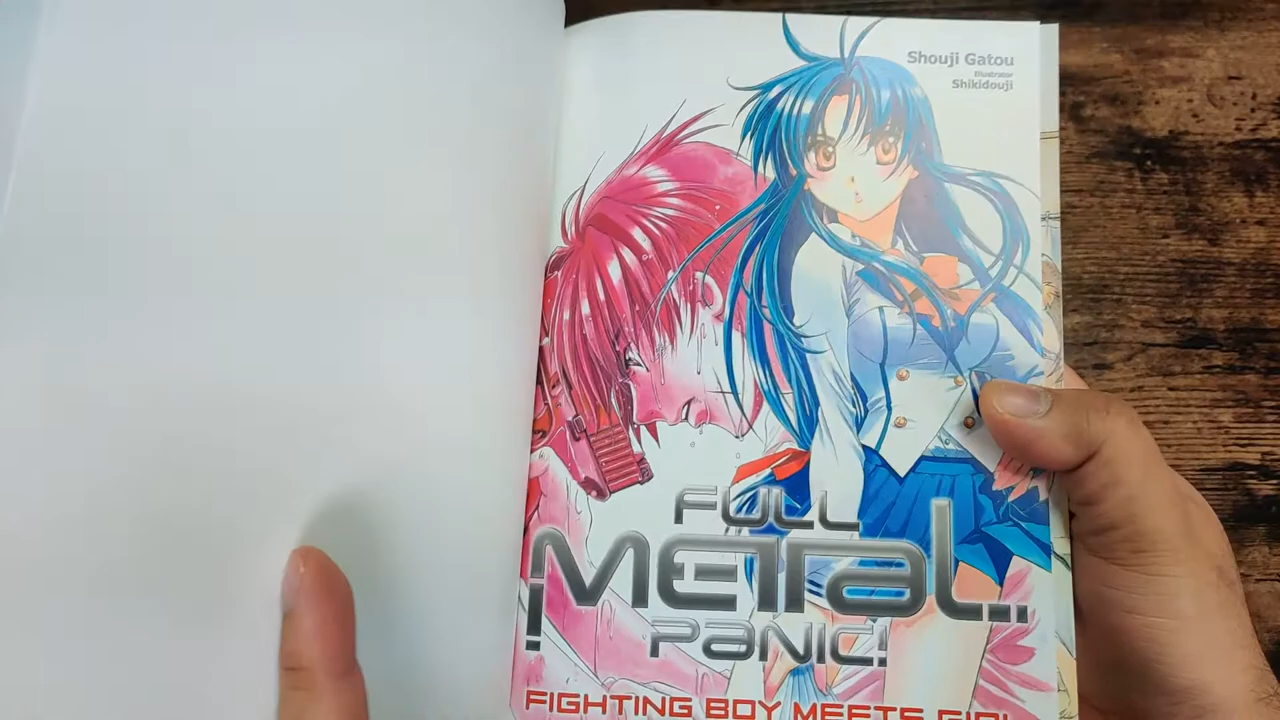 Shouji Gatou
Illustrator
Shikidouji
FULL
METAL
PANIC!
FIGHTING BOY MEETS GIRL